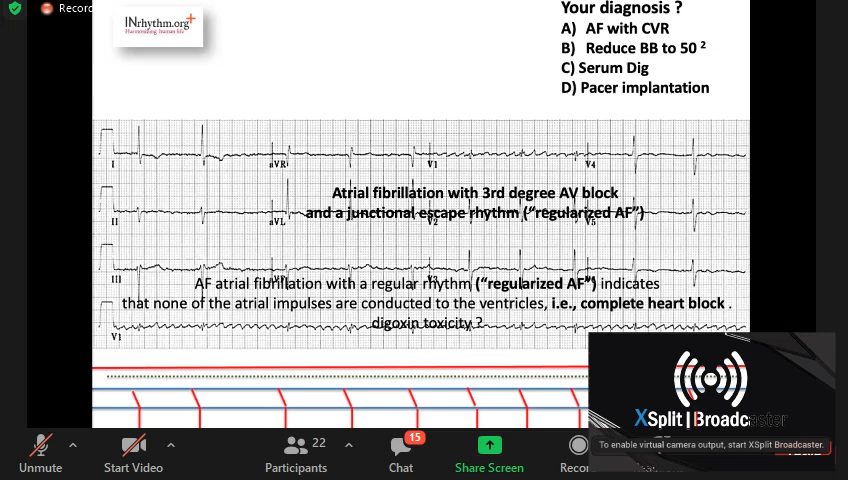 Record
INrhythm.org+
Harmonizing human life
Your diagnosis ?
A) AF with CVR
B) Reduce BB to 50 ²
C) Serum Dig
D) Pacer implantation
I
aVR
V1
V4
Atrial fibrillation with 3rd degree AV block
and a junctional escape rhythm ("regularized AF")
II
aVL
V2
V5
III
aVF
V3
AF atrial fibrillation with a regular rhythm ("regularized AF") indicates
that none of the atrial impulses are conducted to the ventricles, i.e., complete heart block .
digoxin toxicity ?
V1
XSplit | Broadcaster
To enable virtual camera output, start XSplit Broadcaster.
22
15
Unmute
Start Video
Participants
Chat
Share Screen
Recor